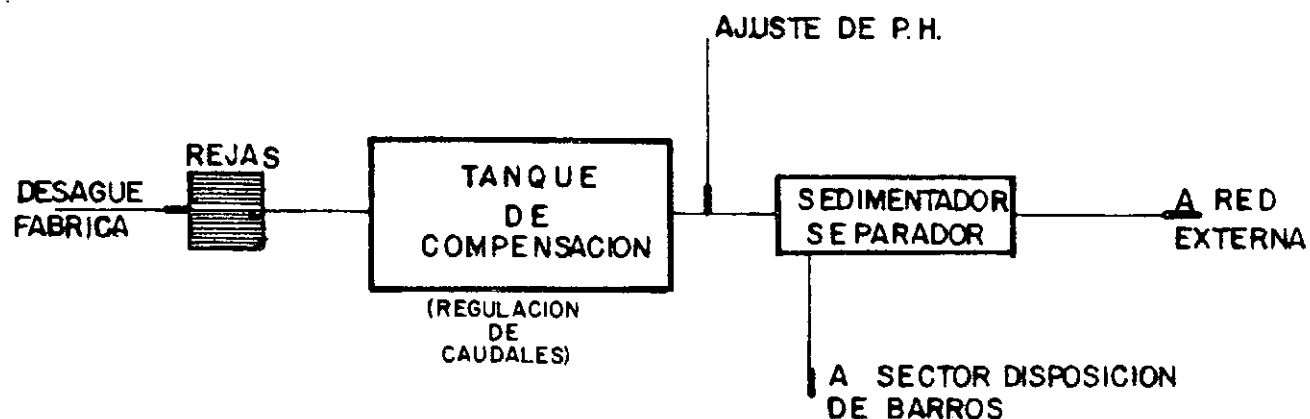 AJUSTE DE P.H.
REJAS
DESAGUE
FABRICA
TANQUE
DE
COMPENSACION
(REGULACION
DE
CAUDALES)
SEDIMENTADOR
SEPARADOR
A RED
EXTERNA
A SECTOR DISPOSICION
DE BARROS